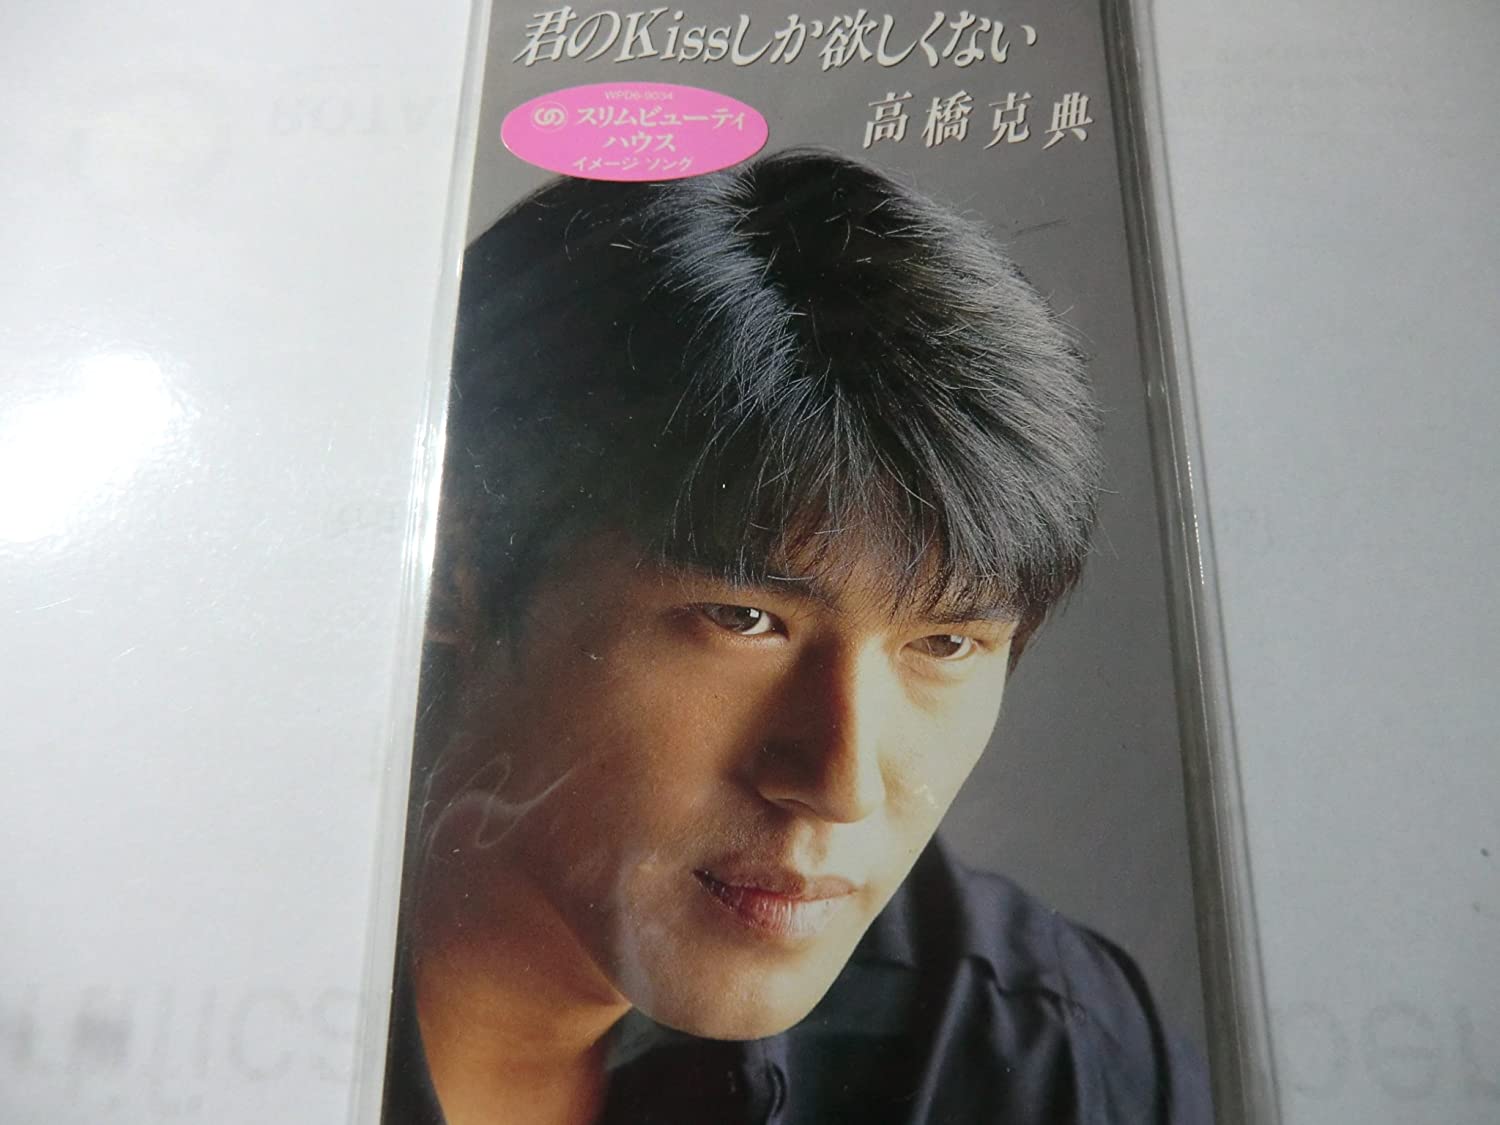 君のKissしか欲しくない
高橋克典
WPD6-9034
スリムビューティ
ハウス
イメージ ソング